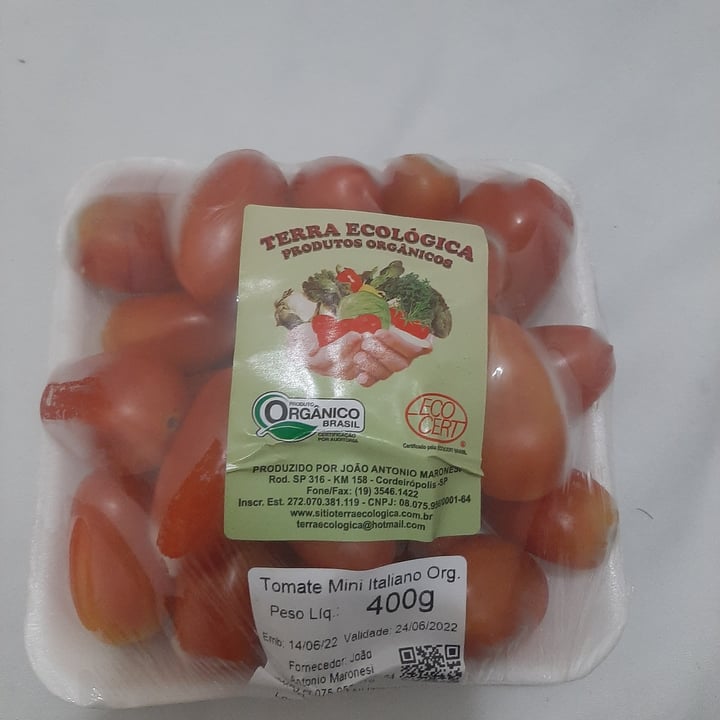 TERRA ECOLÓGICA
PRODUTOS ORGÂNICOS
PRODUTO
ORGÂNICO
BRASIL
CERTIFICAÇÃO
POR AUDITORIA
ECO
CERT
®
Certificado pela ECOCERT BRASIL
PRODUZIDO POR JOÃO ANTONIO MARONESI
Rod. SP 316 - KM 158 - Cordeirópolis-SP
Fone/Fax: (19) 3546.1422
Inscr. Est. 272.070.381.119 - CNPJ: 08.075.959/0001-64
www.sitioterraecologica.com.br
terraecologica@hotmail.com
Tomate Mini Italiano Org.
Peso Líq.: 400g
Emb: 14/06/22 Validade: 24/06/2022
Fornecedor: João
Antonio Maronesi